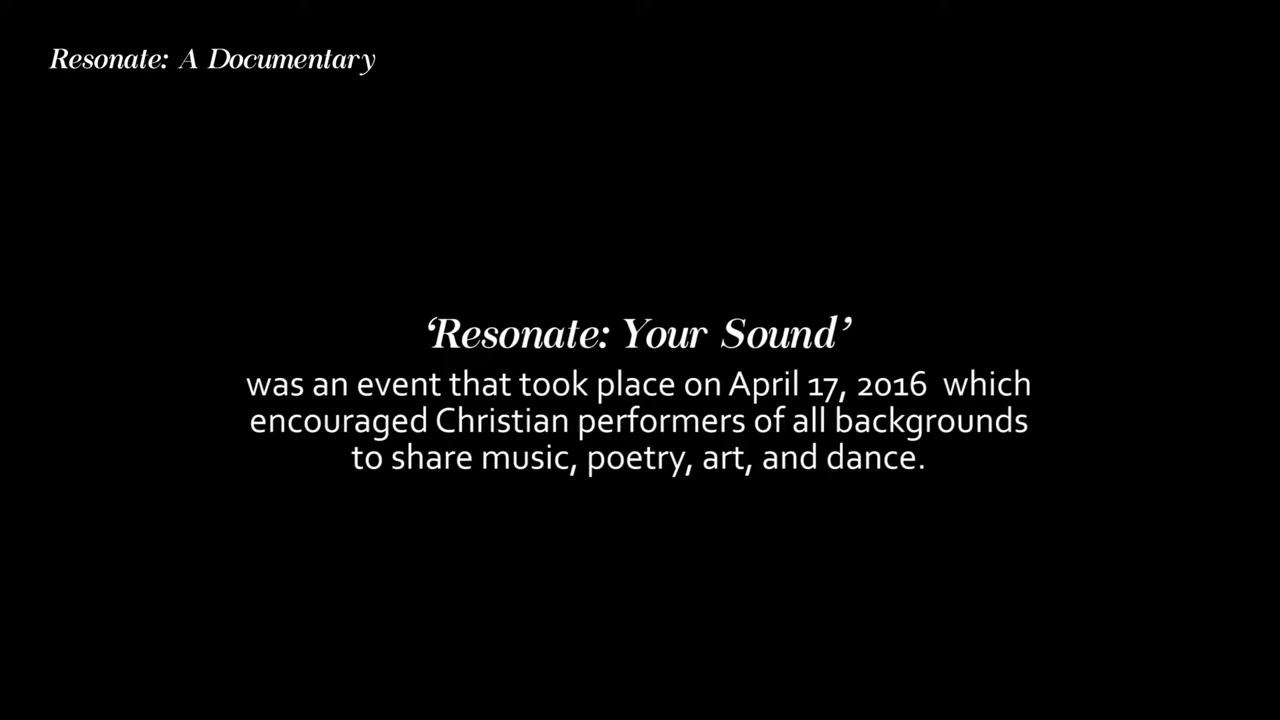 Resonate: A Documentary
‘Resonate: Your Sound’
was an event that took place on April 17, 2016  which
encouraged Christian performers of all backgrounds
to share music, poetry, art, and dance.